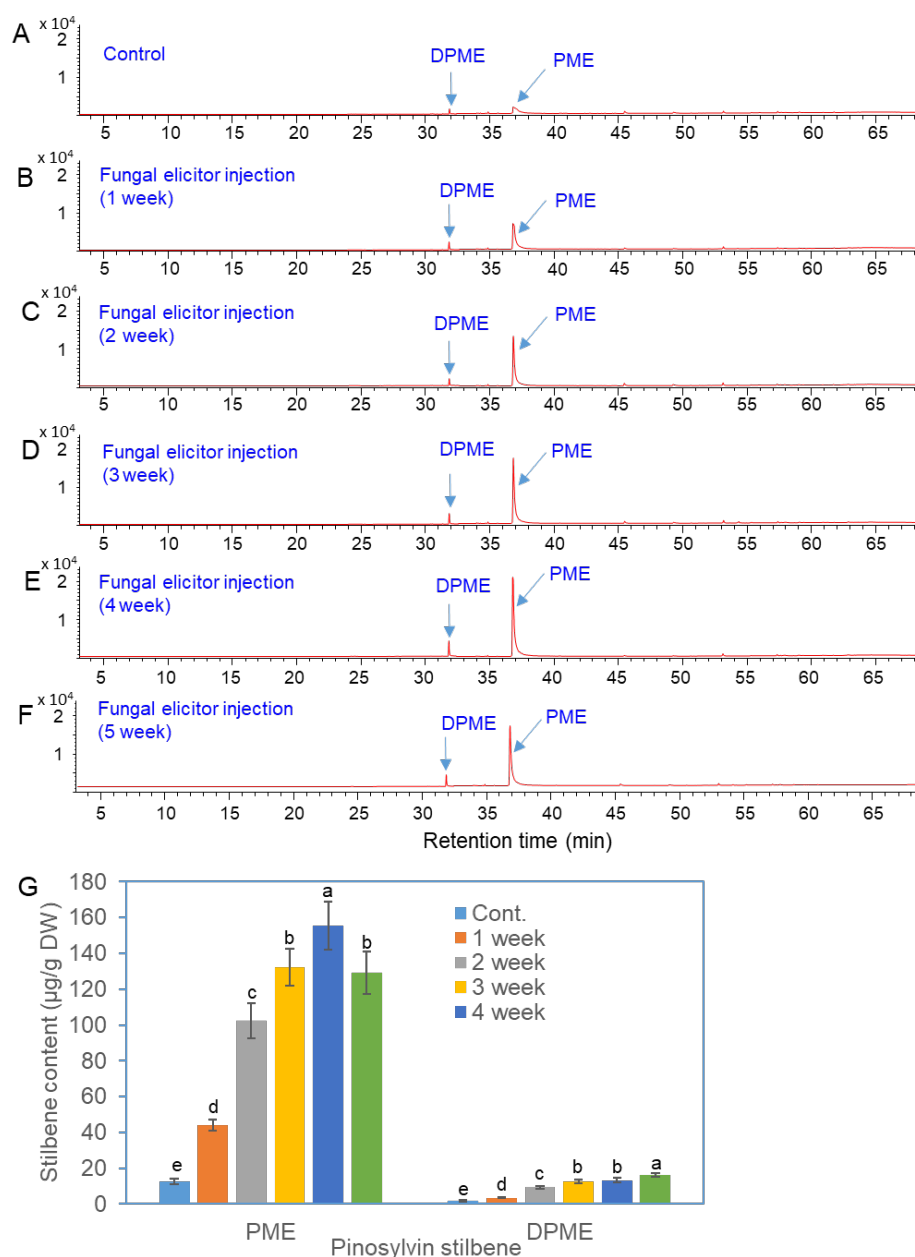 A
x 10⁴
2
1
Control
DPME
PME
5 10 15 20 25 30 35 40 45 50 55 60 65
B
x 10⁴
2
1
Fungal elicitor injection
(1 week)
DPME
PME
5 10 15 20 25 30 35 40 45 50 55 60 65
C
x 10⁴
2
1
Fungal elicitor injection
(2 week)
DPME
PME
5 10 15 20 25 30 35 40 45 50 55 60 65
D
x 10⁴
2
1
Fungal elicitor injection
(3 week)
DPME
PME
5 10 15 20 25 30 35 40 45 50 55 60 65
E
x 10⁴
2
1
Fungal elicitor injection
(4 week)
DPME
PME
5 10 15 20 25 30 35 40 45 50 55 60 65
F
x 10⁴
2
1
Fungal elicitor injection
(5 week)
DPME
PME
5 10 15 20 25 30 35 40 45 50 55 60 65
Retention time (min)
G
Stilbene content (µg/g DW)
180
160
140
120
100
80
60
40
20
0
e d c b a b
e d c b b a
Cont.
1 week
2 week
3 week
4 week
PME DPME
Pinosylvin stilbene